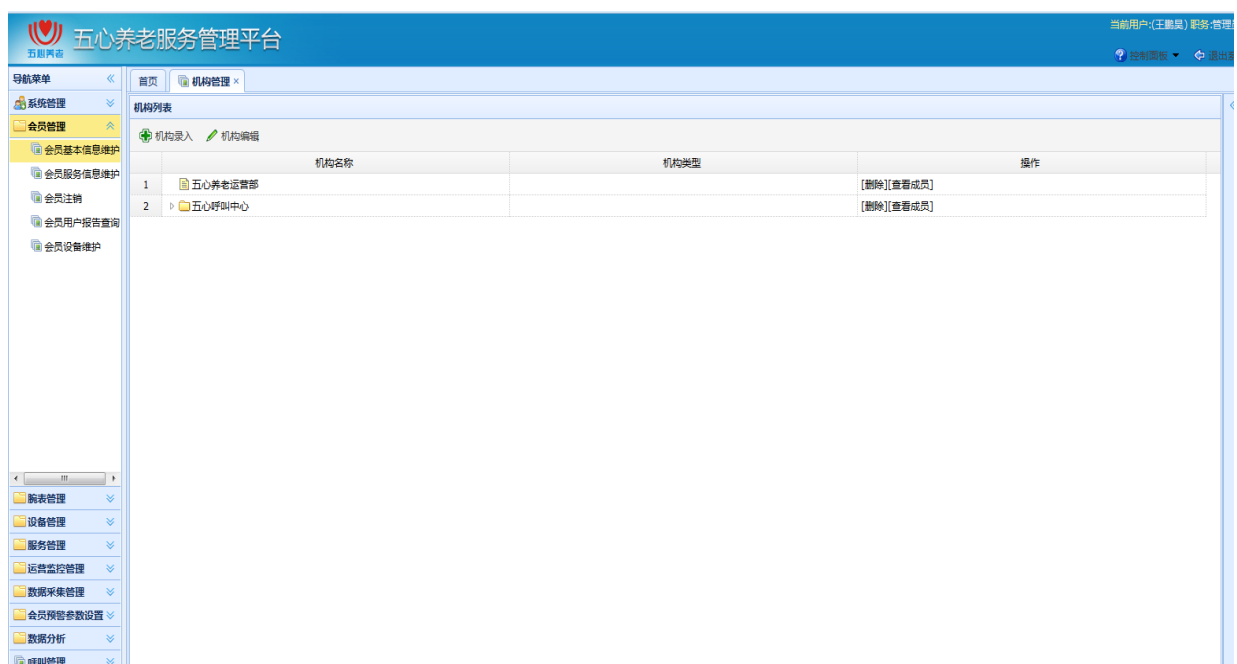 五心养老
五心养老服务管理平台
当前用户:(王鹏昊) 职务:管理
控制面板
退出
导航菜单
首页
机构管理
系统管理
机构列表
会员管理
机构录入
机构编辑
会员基本信息维护
机构名称
机构类型
操作
会员服务信息维护
1
五心养老运营部
[删除][查看成员]
会员注销
2
五心呼叫中心
[删除][查看成员]
会员用户报告查询
会员设备维护
腕表管理
设备管理
服务管理
运营监控管理
数据采集管理
会员预警参数设置
数据分析
呼叫管理